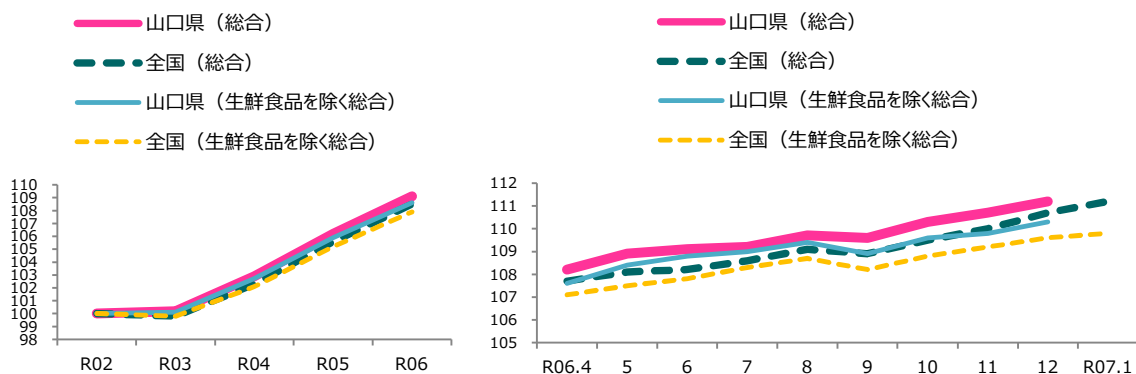 山口県（総合）
全国（総合）
山口県（生鮮食品を除く総合）
全国（生鮮食品を除く総合）
110
109
108
107
106
105
104
103
102
101
100
99
98
R02 R03 R04 R05 R06
山口県（総合）
全国（総合）
山口県（生鮮食品を除く総合）
全国（生鮮食品を除く総合）
112
111
110
109
108
107
106
105
R06.4 5 6 7 8 9 10 11 12 R07.1